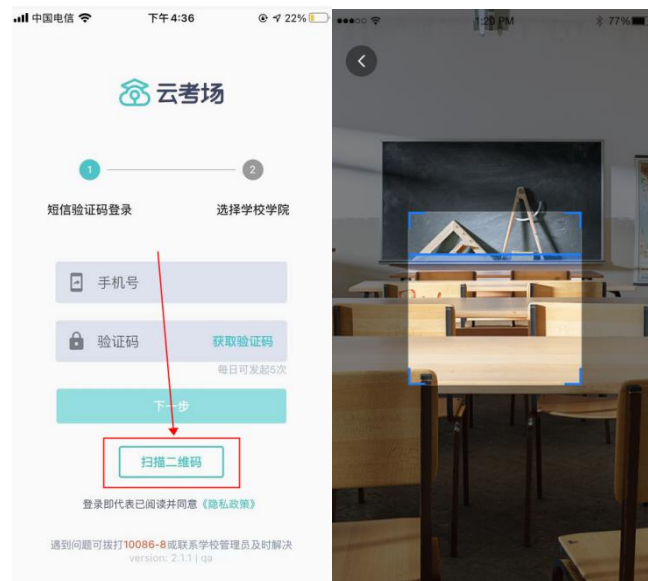 中国电信 下午4:36 22%
云考场
1 2
短信验证码登录 选择学校学院
手机号
验证码 获取验证码
每日可发起5次
下一步
扫描二维码
登录即代表已阅读并同意《隐私政策》
遇到问题可拨打10086-8或联系学校管理员及时解决
version: 2.1.1 | qa
1:20 PM 77%